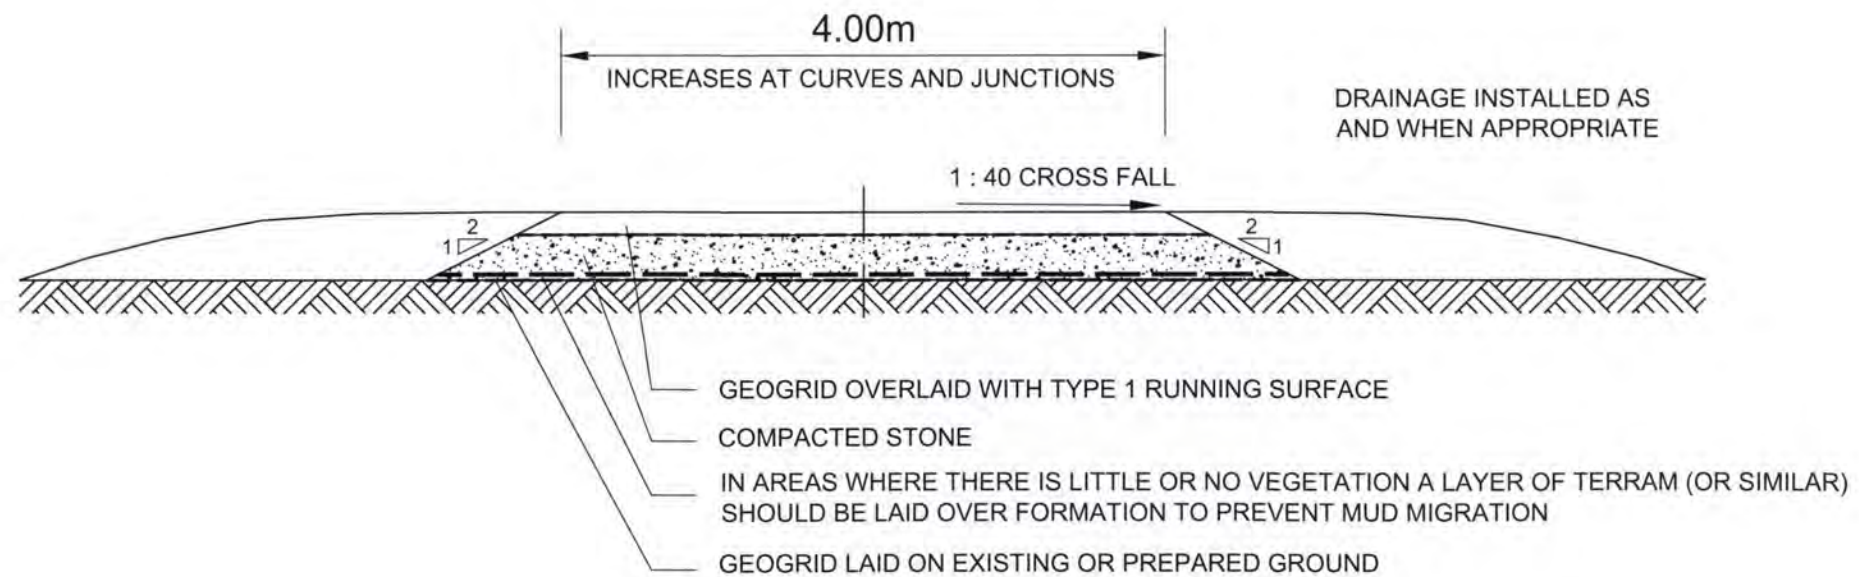 4.00m
INCREASES AT CURVES AND JUNCTIONS
DRAINAGE INSTALLED AS
AND WHEN APPROPRIATE
1 : 40 CROSS FALL
2
1
2
1
GEOGRID OVERLAID WITH TYPE 1 RUNNING SURFACE
COMPACTED STONE
IN AREAS WHERE THERE IS LITTLE OR NO VEGETATION A LAYER OF TERRAM (OR SIMILAR)
SHOULD BE LAID OVER FORMATION TO PREVENT MUD MIGRATION
GEOGRID LAID ON EXISTING OR PREPARED GROUND